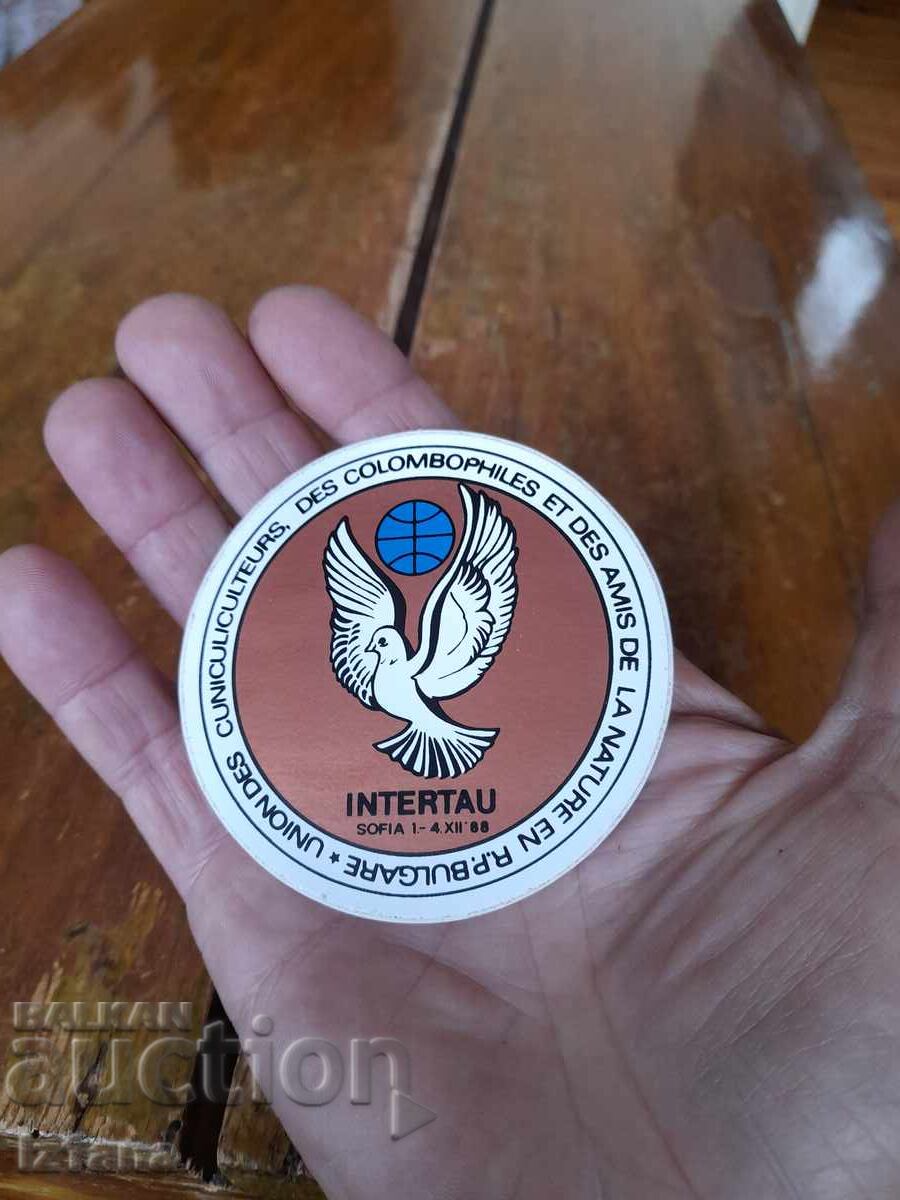 UNION DES CUNICULICULTEURS, DES COLOMBOPHILES ET DES AMIS DE LA NATURE EN R.P.BULGARE ★
INTERTAU
SOFIA 1.- 4.XII '88
BALKAN
auction
Izraha